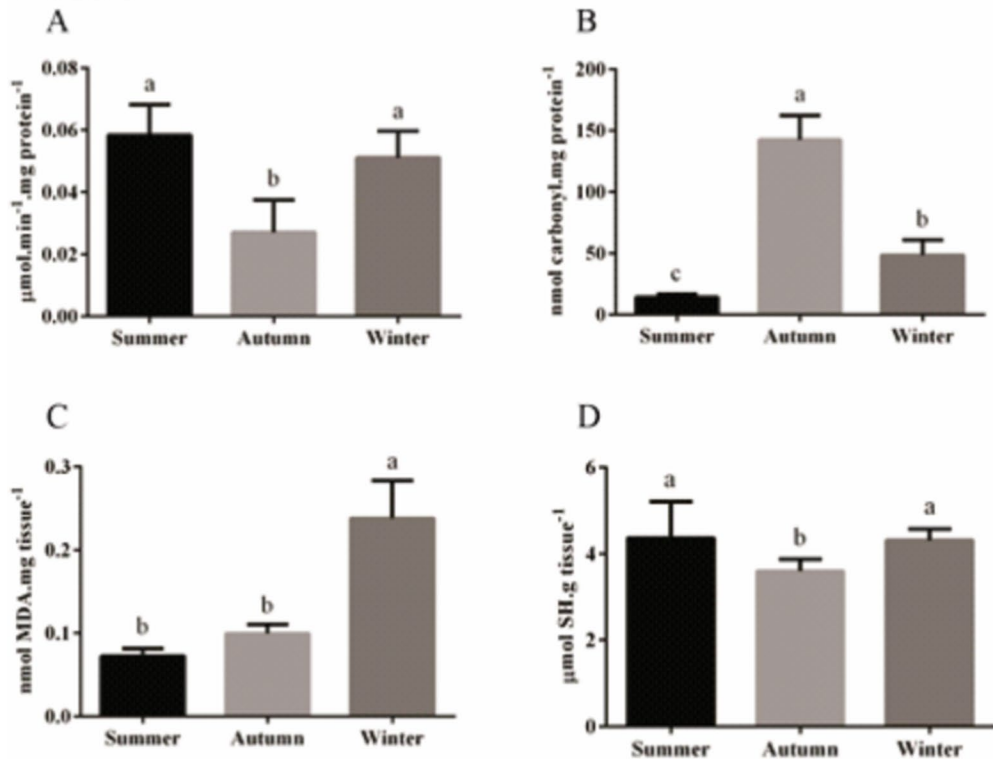 A
μmol.min⁻¹.mg protein⁻¹
0.08
0.06
0.04
0.02
0.00
a
b
a
Summer Autumn Winter
B
nmol carbonyl.mg protein⁻¹
200
150
100
50
0
c
a
b
Summer Autumn Winter
C
nmol MDA.mg tissue⁻¹
0.3
0.2
0.1
0.0
b
b
a
Summer Autumn Winter
D
μmol SH.g tissue⁻¹
6
4
2
0
a
b
a
Summer Autumn Winter